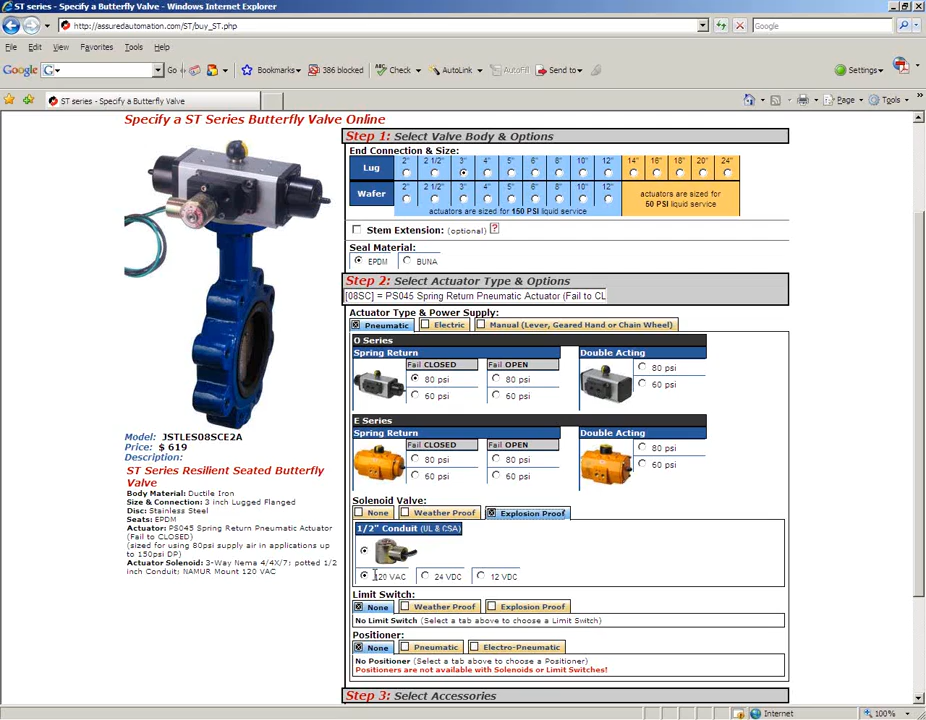 ST series - Specify a Butterfly Valve - Windows Internet Explorer
http://assuredautomation.com/ST/buy_ST.php
Google
File Edit View Favorites Tools Help
Google G Go Bookmarks 386 blocked Check AutoLink AutoFill Send to Settings
ST series - Specify a Butterfly Valve
Page Tools
Specify a ST Series Butterfly Valve Online
Step 1: Select Valve Body & Options
End Connection & Size:
Lug 2" 2 1/2" 3" 4" 5" 6" 8" 10" 12" 14" 16" 18" 20" 24"
Wafer 2" 2 1/2" 3" 4" 5" 6" 8" 10" 12"
actuators are sized for 150 PSI liquid service
actuators are sized for
50 PSI liquid service
Stem Extension: (optional) ?
Seal Material:
EPDM BUNA
Step 2: Select Actuator Type & Options
[08SC] = PS045 Spring Return Pneumatic Actuator (Fail to CL
Actuator Type & Power Supply:
Pneumatic Electric Manual (Lever, Geared Hand or Chain Wheel)
O Series
Spring Return Double Acting
Fail CLOSED Fail OPEN
80 psi 80 psi 80 psi
60 psi 60 psi 60 psi
E Series
Spring Return Double Acting
Fail CLOSED Fail OPEN
80 psi 80 psi 80 psi
60 psi 60 psi 60 psi
Solenoid Valve:
None Weather Proof Explosion Proof
1/2" Conduit (UL & CSA)
120 VAC 24 VDC 12 VDC
Limit Switch:
None Weather Proof Explosion Proof
No Limit Switch (Select a tab above to choose a Limit Switch)
Positioner:
None Pneumatic Electro-Pneumatic
No Positioner (Select a tab above to choose a Positioner)
Positioners are not available with Solenoids or Limit Switches!
Step 3: Select Accessories
Model: JSTLES08SCE2A
Price: $ 619
Description:
ST Series Resilient Seated Butterfly
Valve
Body Material: Ductile Iron
Size & Connection: 3 inch Lugged Flanged
Disc: Stainless Steel
Seats: EPDM
Actuator: PS045 Spring Return Pneumatic Actuator
(Fail to CLOSED)
(sized for using 80psi supply air in applications up
to 150psi DP)
Actuator Solenoid: 3-Way Nema 4/4X/7; potted 1/2
inch Conduit; NAMUR Mount 120 VAC
Internet 100%